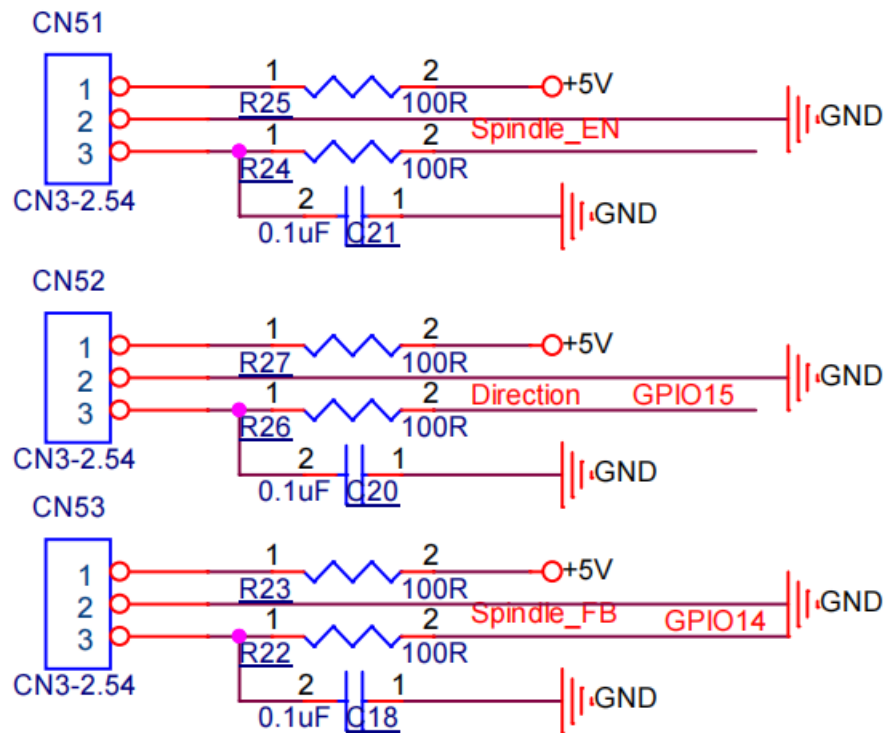 CN51
1 1 2 +5V
R25 100R
2 GND
Spindle_EN
3 1 2
R24 100R
CN3-2.54
2 1 GND
0.1uF C21
CN52
1 1 2 +5V
R27 100R
2 GND
3 1 2 Direction GPIO15
R26 100R
CN3-2.54
2 1 GND
0.1uF C20
CN53
1 1 2 +5V
R23 100R
2 GND
Spindle_FB GPIO14
3 1 2
R22 100R
CN3-2.54
2 1 GND
0.1uF C18